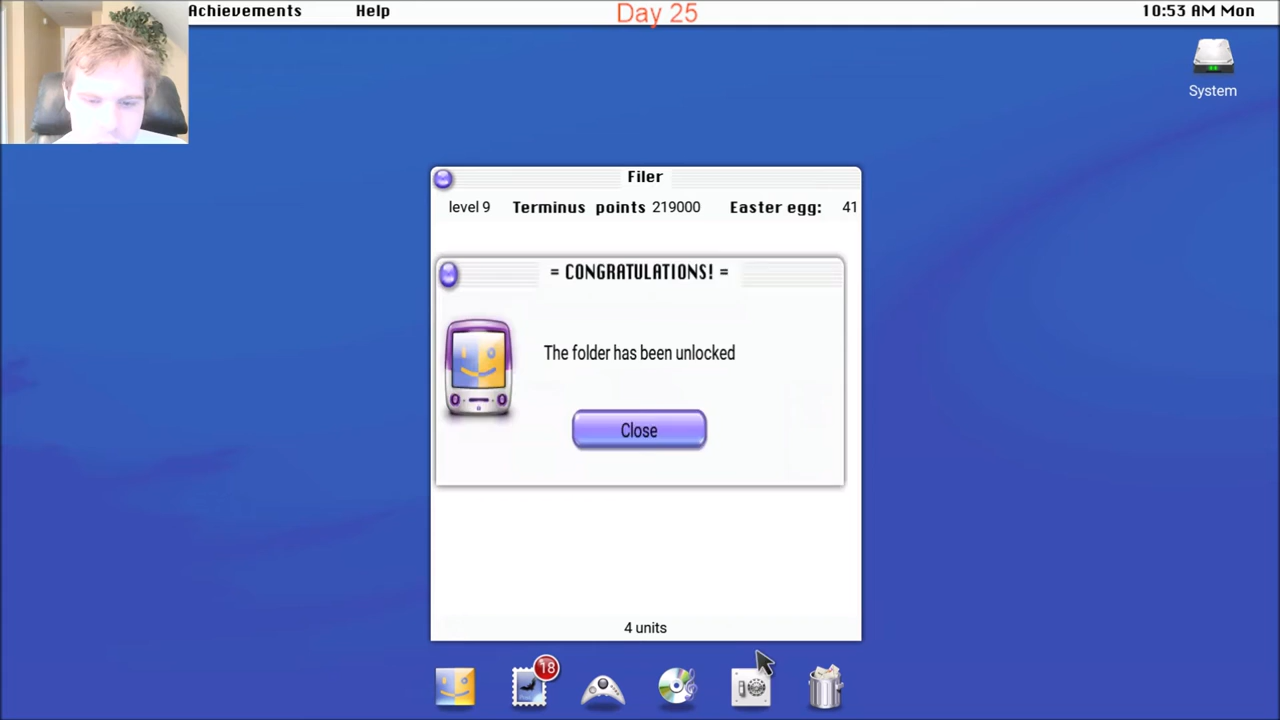 Achievements Help Day 25 10:53 AM Mon
System
Filer
level 9 Terminus points 219000 Easter egg: 41
= CONGRATULATIONS! =
The folder has been unlocked
Close
4 units
18